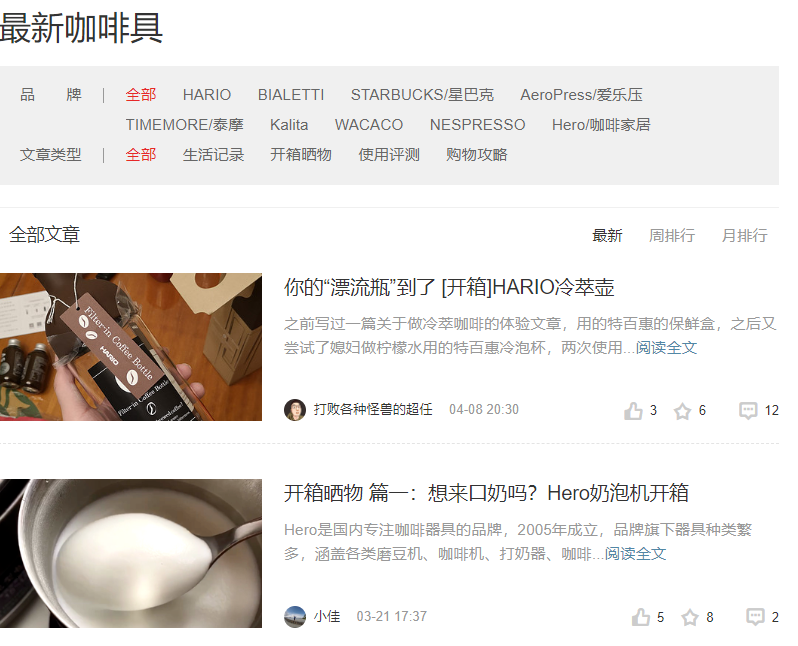 最新咖啡具
品 牌 | 全部 HARIO BIALETTI STARBUCKS/星巴克 AeroPress/爱乐压
TIMEMORE/泰摩 Kalita WACACO NESPRESSO Hero/咖啡家居
文章类型 | 全部 生活记录 开箱晒物 使用评测 购物攻略
全部文章 最新 周排行 月排行
Filter-in Coffee Bottle
HARIO
Filter-in Coffee Bottle
你的“漂流瓶”到了 [开箱]HARIO冷萃壶
之前写过一篇关于做冷萃咖啡的体验文章，用的特百惠的保鲜盒，之后又
尝试了媳妇做柠檬水用的特百惠冷泡杯，两次使用...阅读全文
打败各种怪兽的超任 04-08 20:30 3 6 12
开箱晒物 篇一：想来口奶吗？Hero奶泡机开箱
Hero是国内专注咖啡器具的品牌，2005年成立，品牌旗下器具种类繁
多，涵盖各类磨豆机、咖啡机、打奶器、咖啡...阅读全文
小佳 03-21 17:37 5 8 2